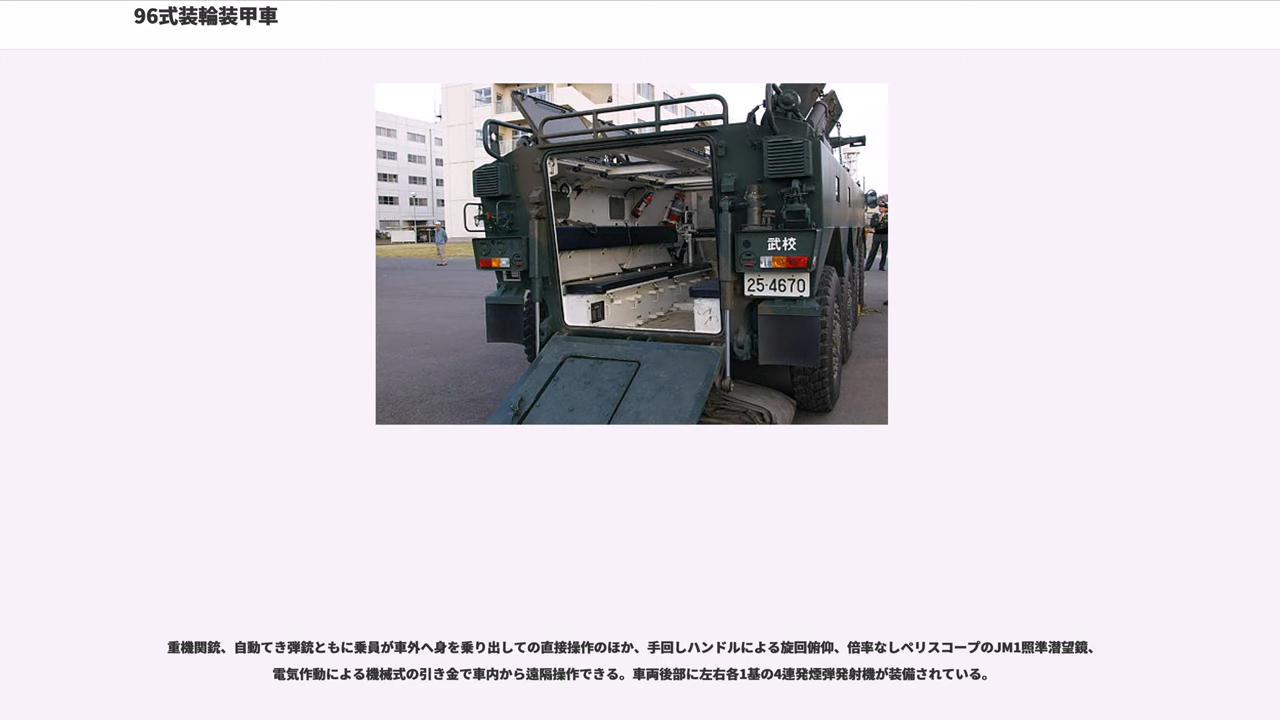 96式装輪装甲車
武校
25-4670
重機関銃、自動てき弾銃ともに乗員が車外へ身を乗り出しての直接操作のほか、手回しハンドルによる旋回俯仰、倍率なしペリスコープのJM1照準潜望鏡、
電気作動による機械式の引き金で車内から遠隔操作できる。車両後部に左右各1基の4連発煙弾発射機が装備されている。